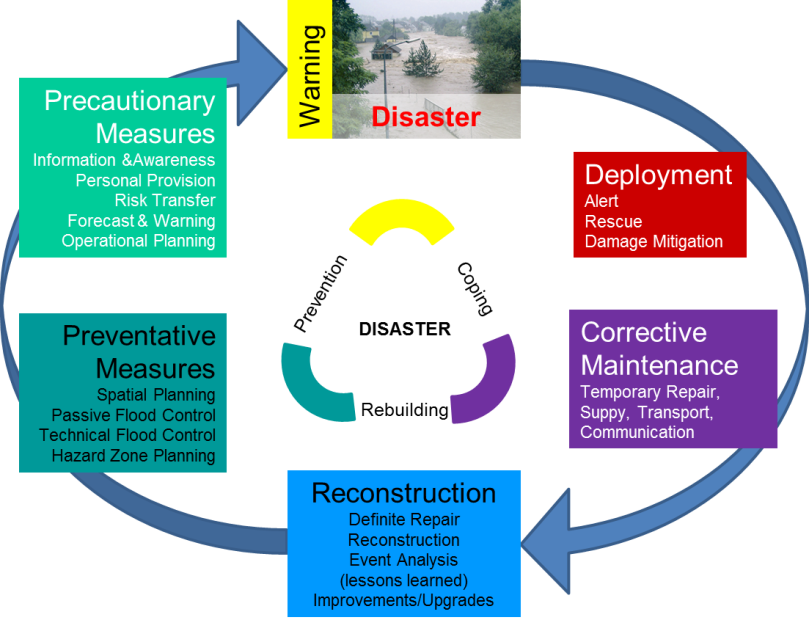 Warning
Disaster
Precautionary
Measures
Information &Awareness
Personal Provision
Risk Transfer
Forecast & Warning
Operational Planning
Deployment
Alert
Rescue
Damage Mitigation
Prevention
Coping
DISASTER
Rebuilding
Preventative
Measures
Spatial Planning
Passive Flood Control
Technical Flood Control
Hazard Zone Planning
Corrective
Maintenance
Temporary Repair,
Suppy, Transport,
Communication
Reconstruction
Definite Repair
Reconstruction
Event Analysis
(lessons learned)
Improvements/Upgrades